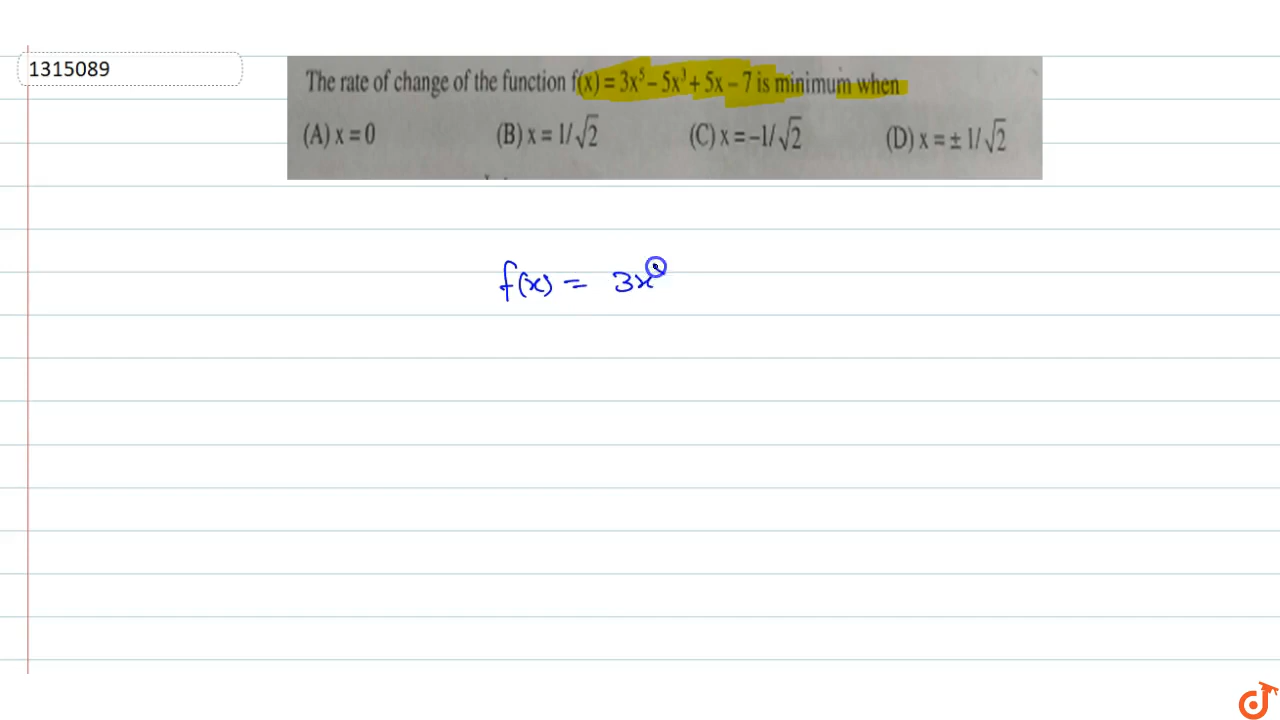 1315089
The rate of change of the function f(x) = 3x⁵ – 5x³ + 5x – 7 is minimum when
(A) x = 0 (B) x = 1/√2 (C) x = –1/√2 (D) x = ± 1/√2
f(x) = 3x